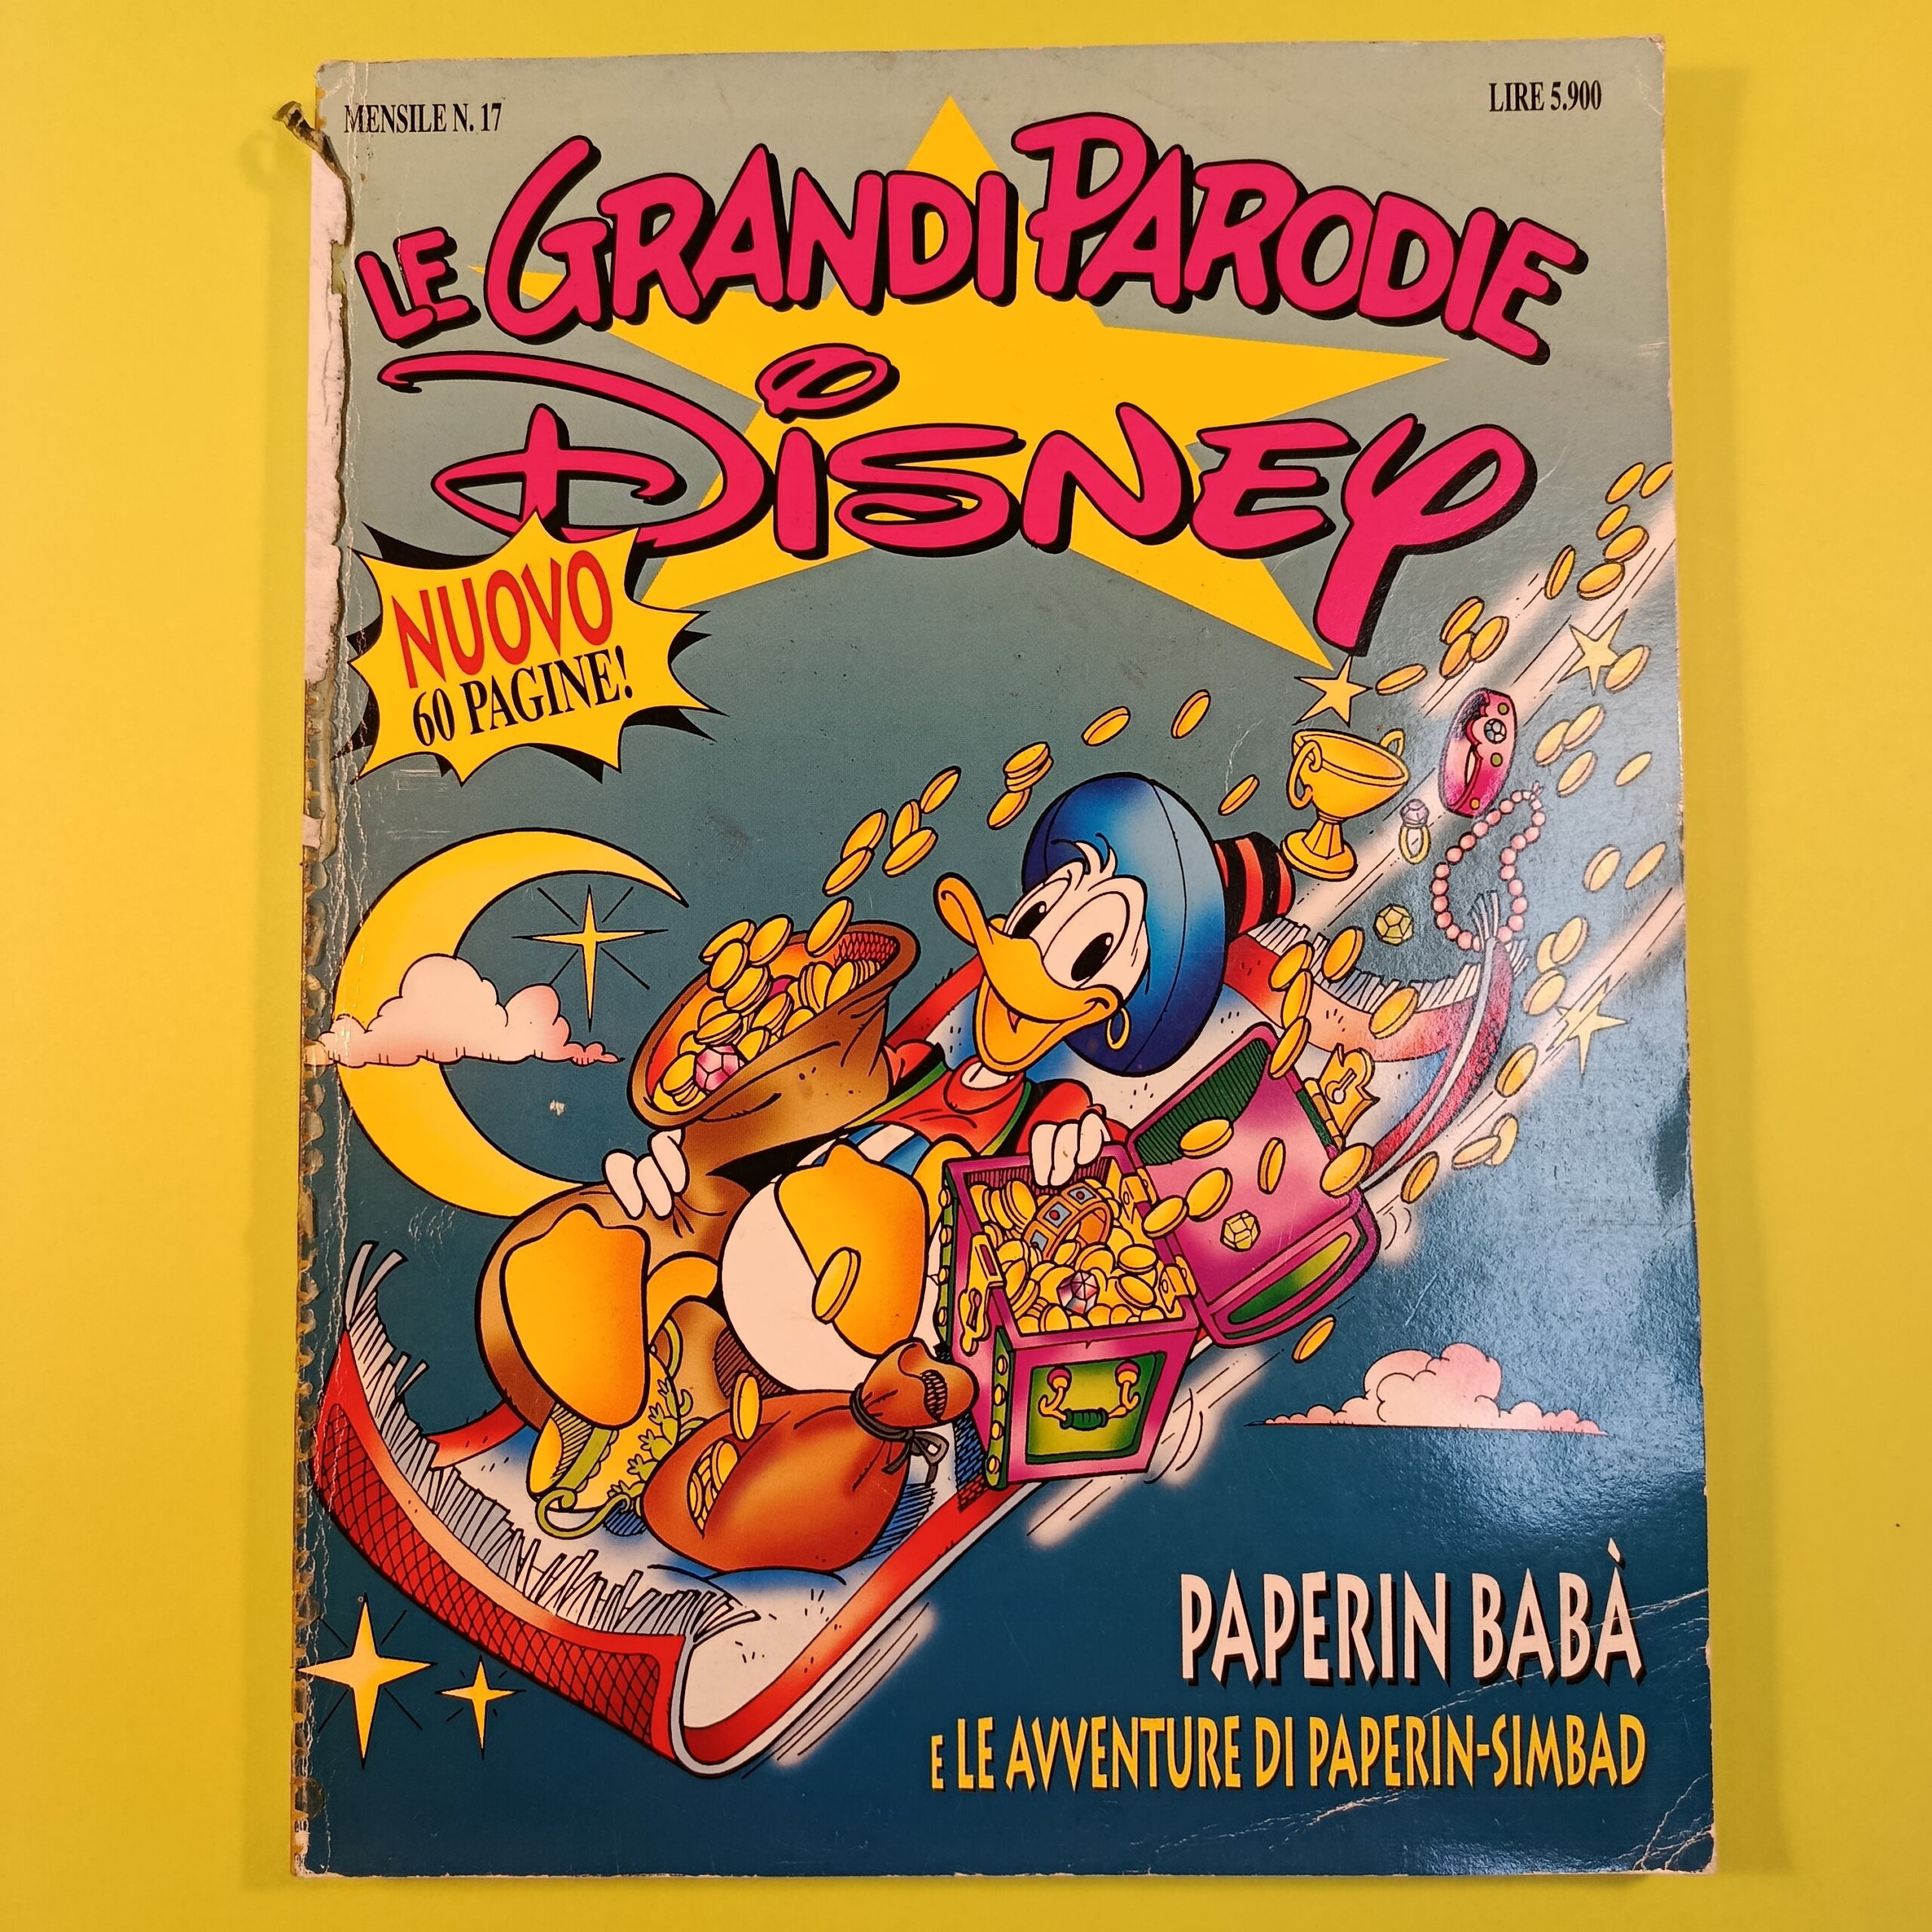 MENSILE N. 17
LIRE 5.900
LE GRANDI PARODIE
DISNEY
NUOVO
60 PAGINE!
PAPERIN BABÀ
E LE AVVENTURE DI PAPERIN-SIMBAD